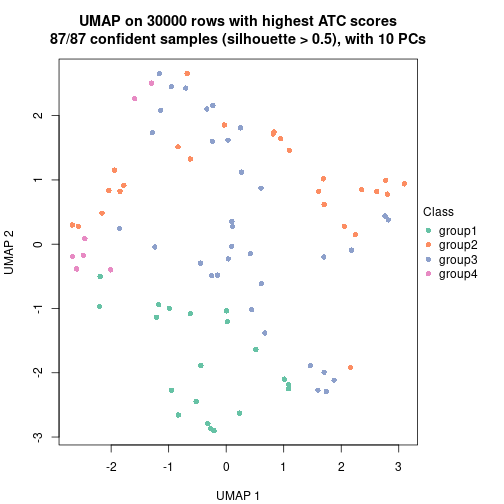 UMAP on 30000 rows with highest ATC scores
87/87 confident samples (silhouette > 0.5), with 10 PCs
2
1
0
-1
-2
-3
UMAP 2
-2
-1
0
1
2
3
UMAP 1
Class
group1
group2
group3
group4